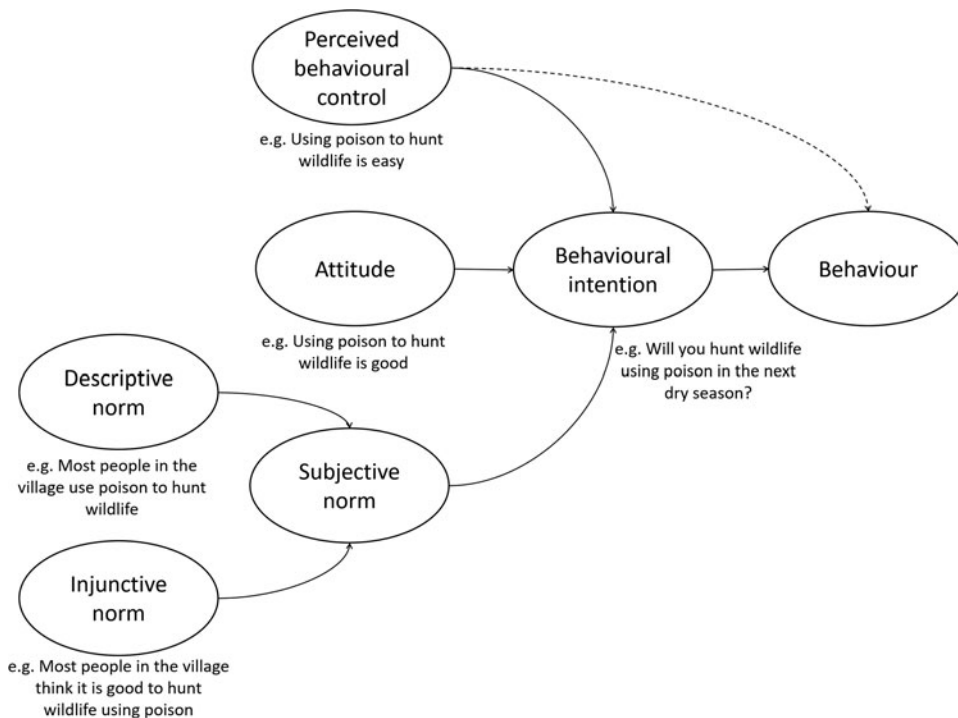 Perceived
behavioural
control
e.g. Using poison to hunt
wildlife is easy
Attitude
e.g. Using poison to hunt
wildlife is good
Behavioural
intention
e.g. Will you hunt wildlife
using poison in the next
dry season?
Behaviour
Descriptive
norm
e.g. Most people in the
village use poison to hunt
wildlife
Subjective
norm
Injunctive
norm
e.g. Most people in the village
think it is good to hunt
wildlife using poison